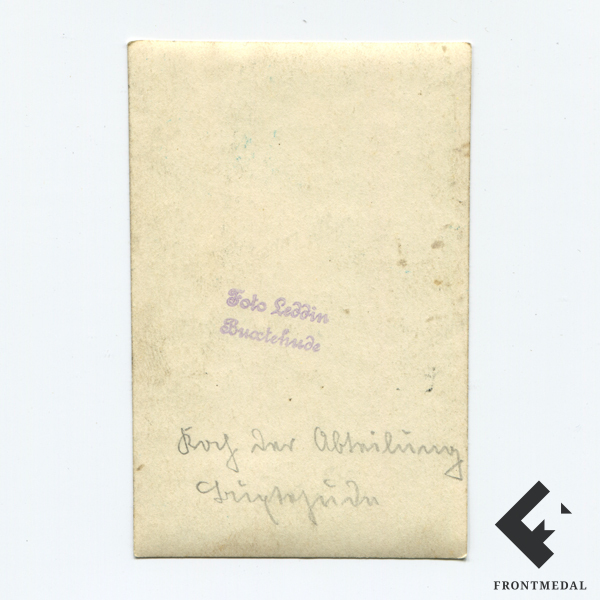 Foto Leddin
Buxtehude
Koch der Abteilung
Buxtehude
FRONTMEDAL